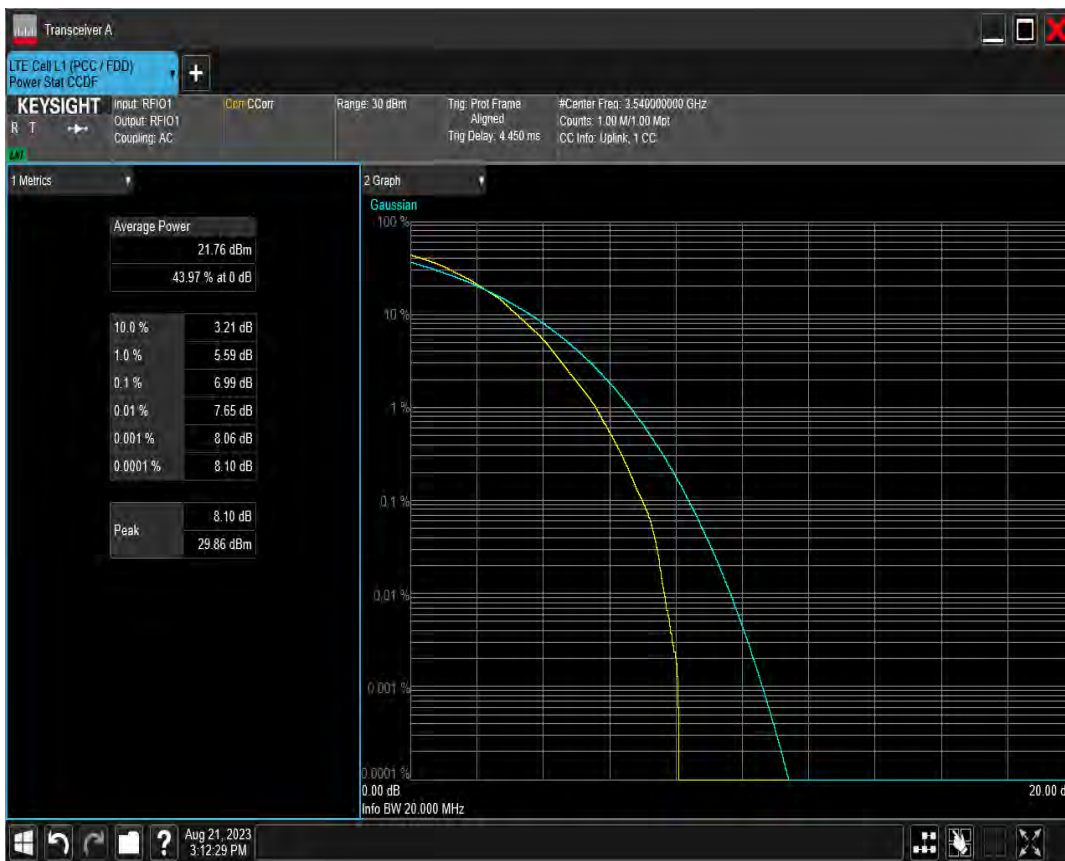 Transceiver A
LTE Cell L1 (PCC / FDD)
Power Stat CCDF
+
KEYSIGHT
R T
LXI
Input: RFIO1
Output: RFIO1
Coupling: AC
Corr CCorr
Range: 30 dBm
Trig: Prot Frame
Aligned
Trig Delay: 4.450 ms
#Center Freq: 3.540000000 GHz
Counts: 1.00 M/1.00 Mpt
CC Info: Uplink, 1 CC
1 Metrics
Average Power
21.76 dBm
43.97 % at 0 dB
10.0 % 3.21 dB
1.0 % 5.59 dB
0.1 % 6.99 dB
0.01 % 7.65 dB
0.001 % 8.06 dB
0.0001 % 8.10 dB
Peak 8.10 dB
29.86 dBm
2 Graph
Gaussian
100 %
10 %
1 %
0.1 %
0.01 %
0.001 %
0.0001 %
0.00 dB 20.00 d
Info BW 20.000 MHz
?
Aug 21, 2023
3:12:29 PM